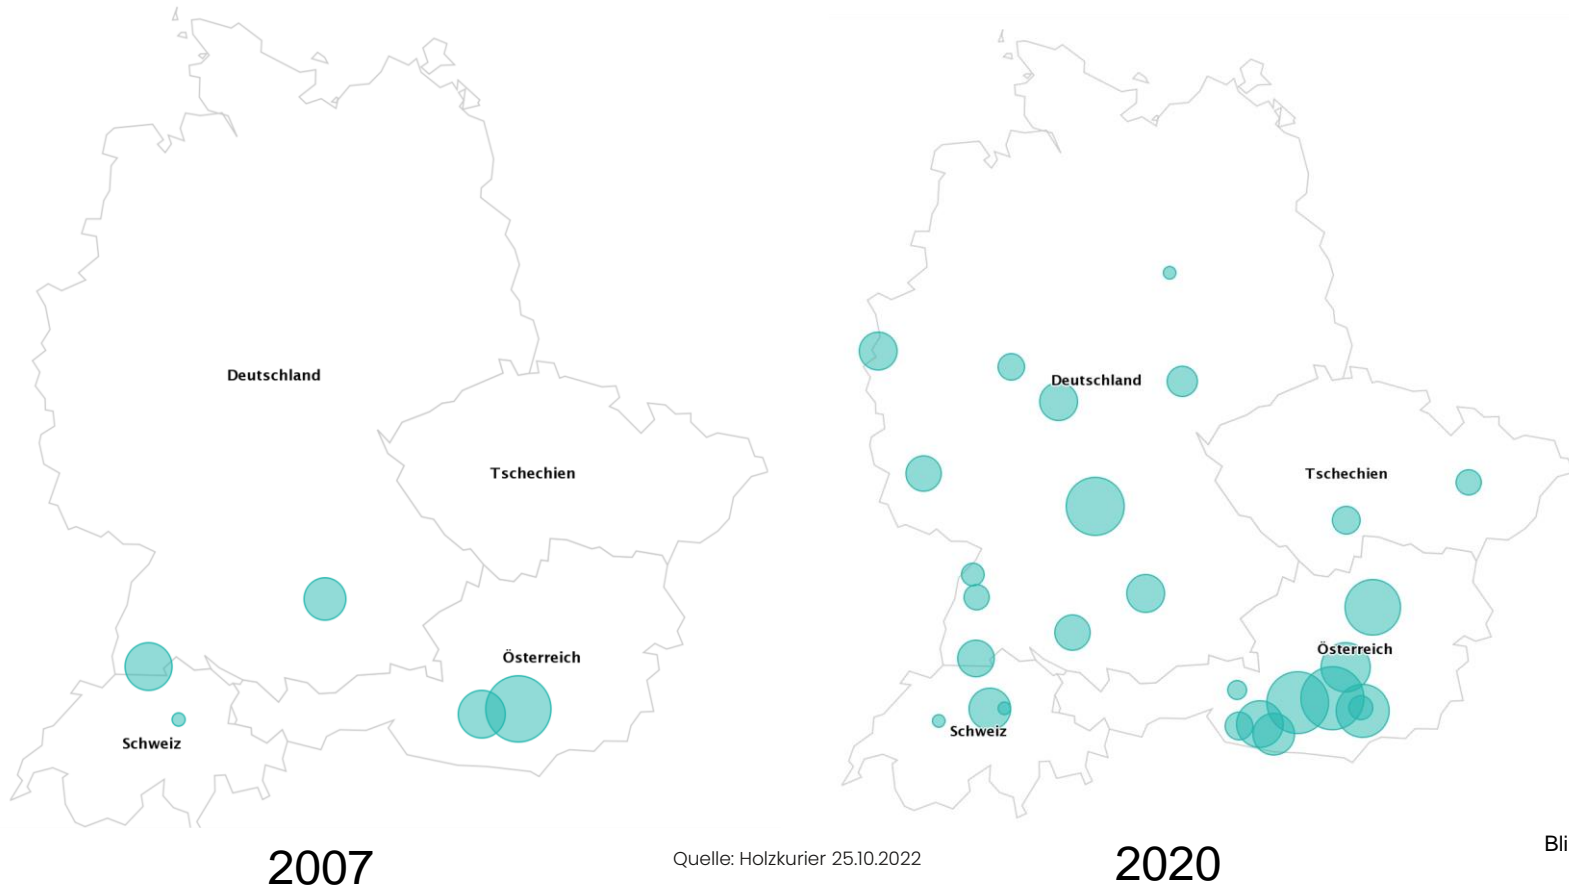 Deutschland
Tschechien
Österreich
Schweiz
2007
Deutschland
Tschechien
Österreich
Schweiz
2020
Quelle: Holzkurier 25.10.2022
Bli